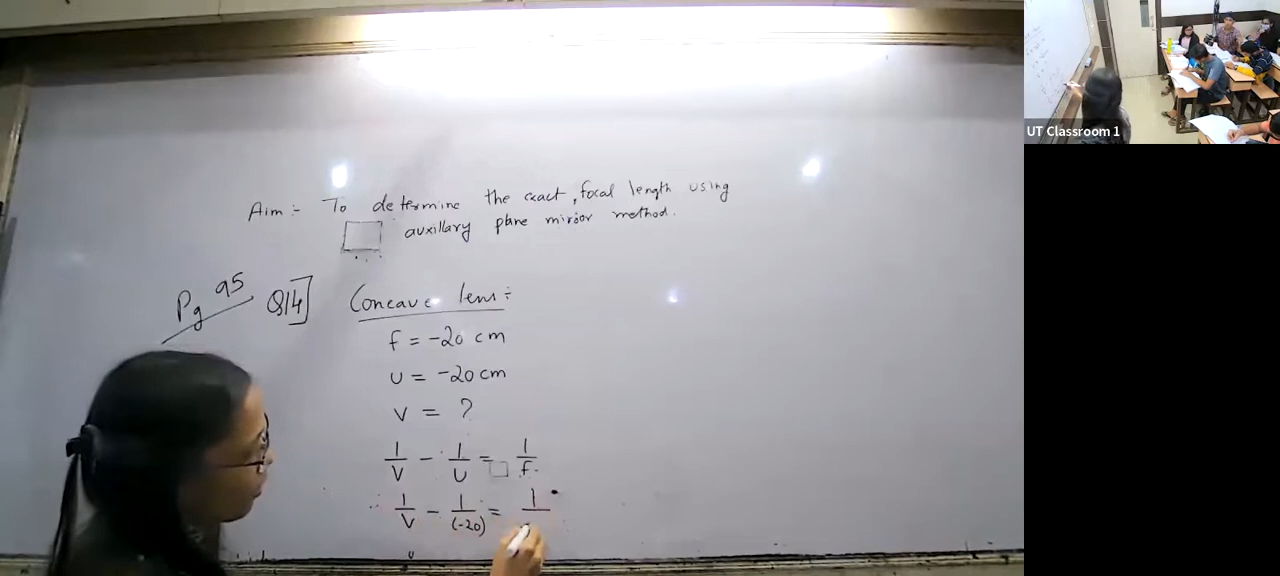 Aim :- To determine the exact, focal length using
auxillary plane mirror method.
Pg 95
Q14]
Concave lens :-
f = -20 cm
u = -20 cm
v = ?
1/v - 1/u = 1/f
1/v - 1/(-20) = 1/
UT Classroom 1